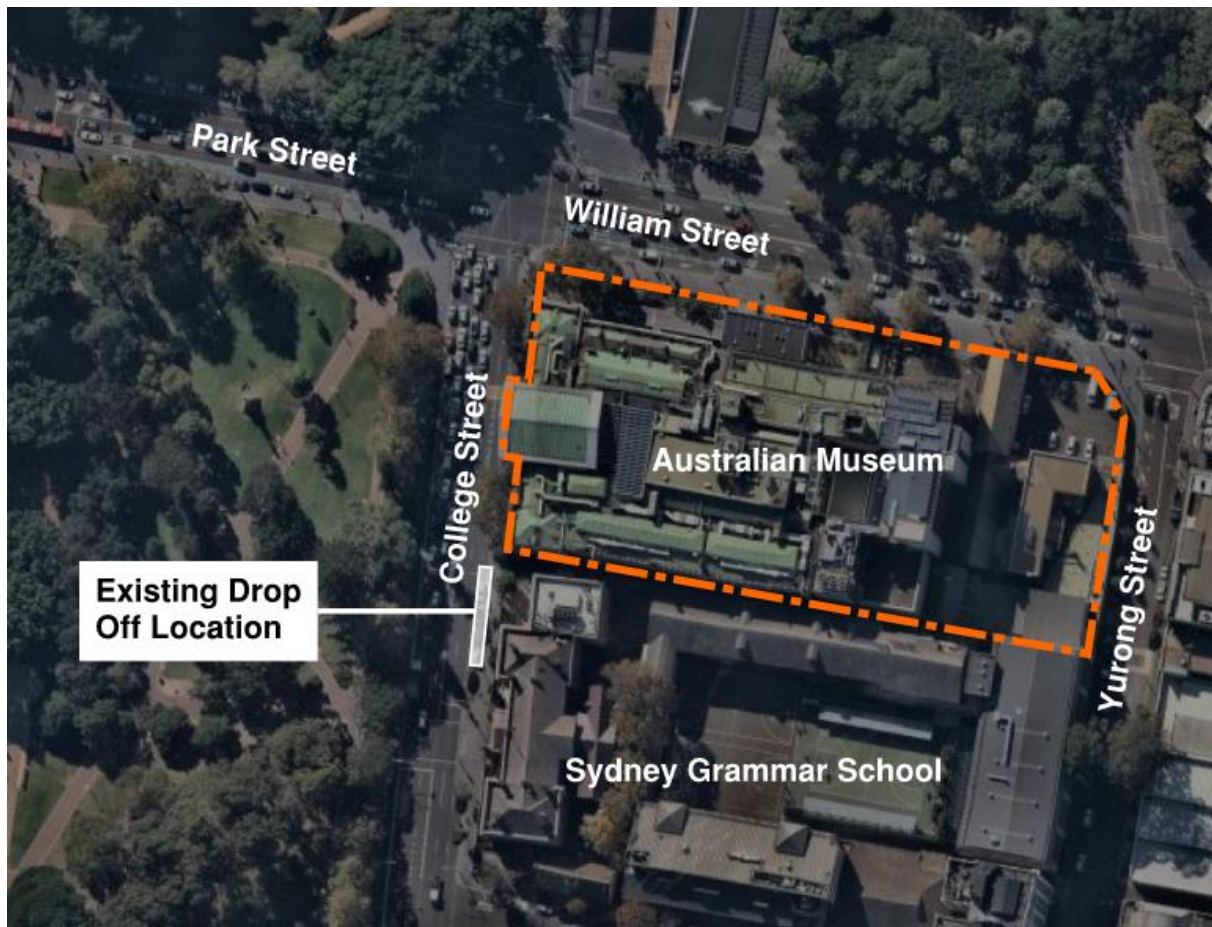 Park Street
William Street
College Street
Australian Museum
Yurong Street
Existing Drop
Off Location
Sydney Grammar School